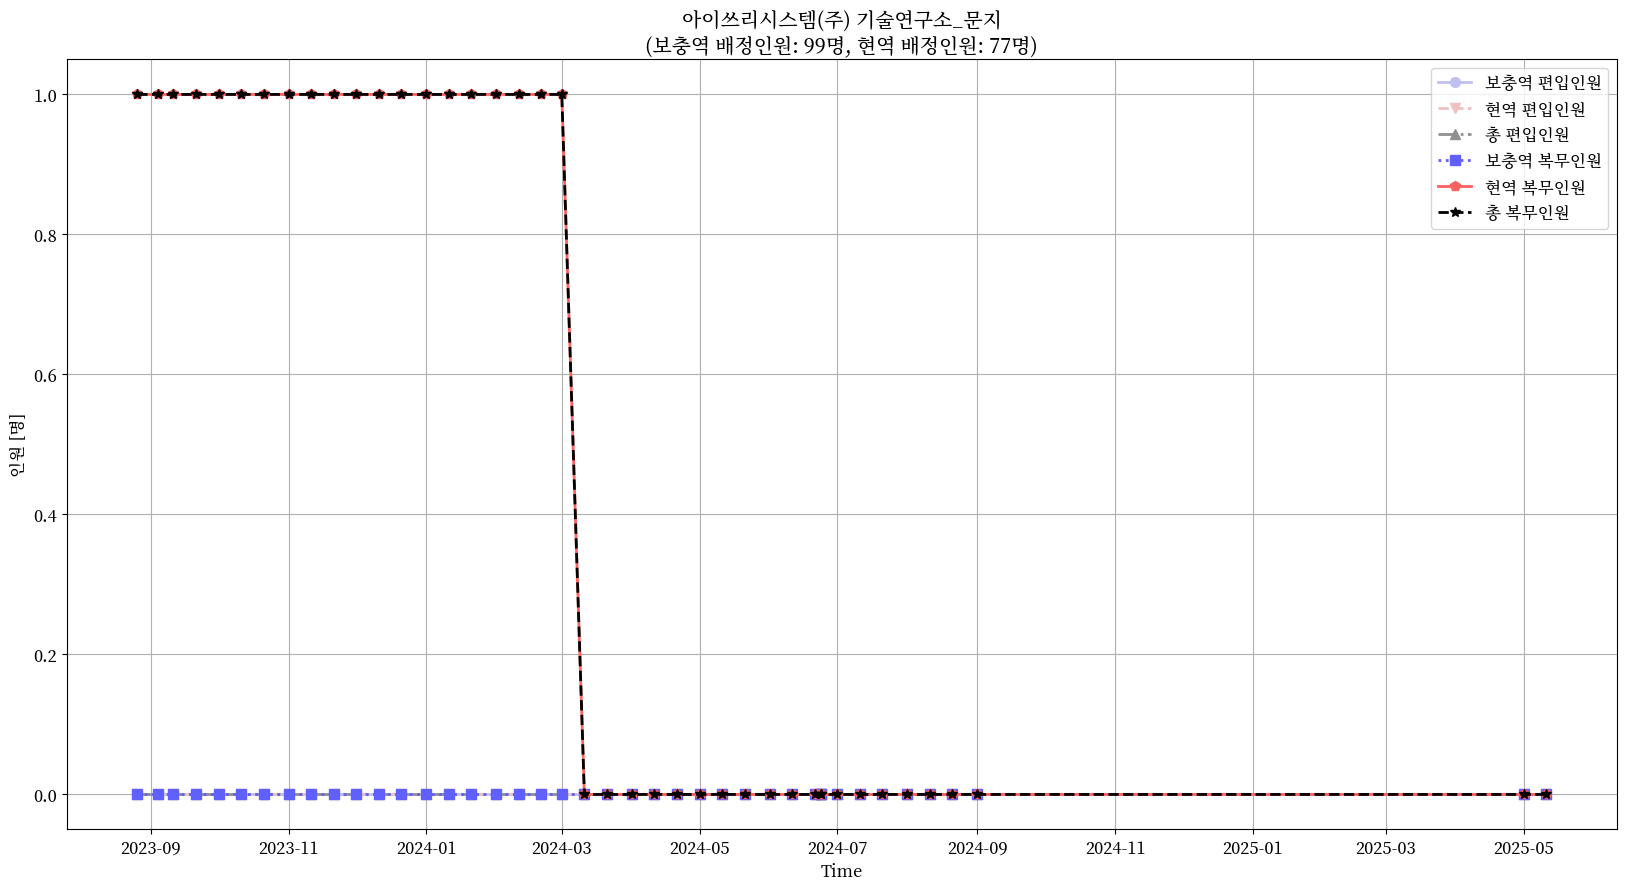 아이쓰리시스템(주) 기술연구소_문지
(보충역 배정인원: 99명, 현역 배정인원: 77명)
인원 [명]
1.0
0.8
0.6
0.4
0.2
0.0
보충역 편입인원
현역 편입인원
총 편입인원
보충역 복무인원
현역 복무인원
총 복무인원
2023-09 2023-11 2024-01 2024-03 2024-05 2024-07 2024-09 2024-11 2025-01 2025-03 2025-05
Time